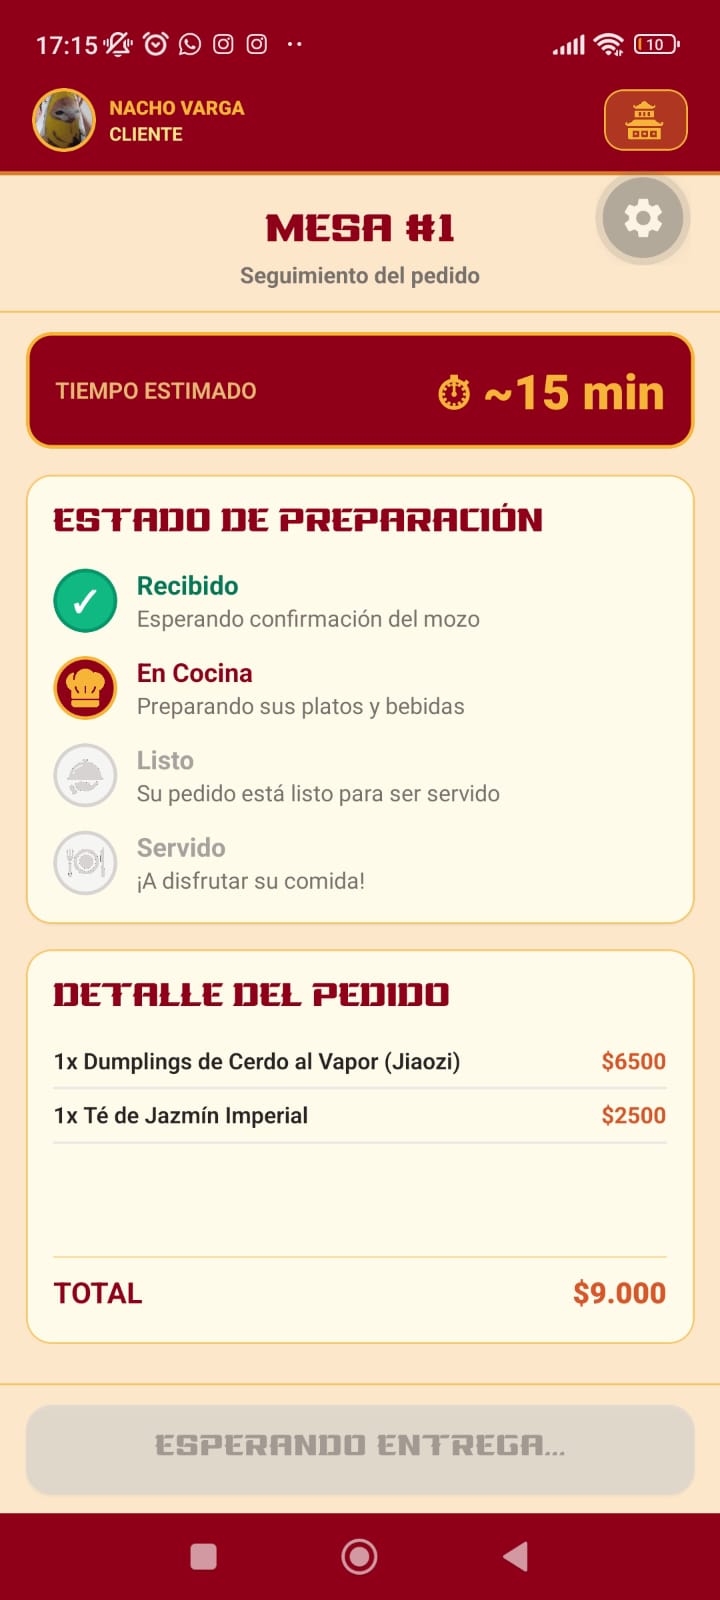 17:15
10
NACHO VARGA
CLIENTE
MESA #1
Seguimiento del pedido
TIEMPO ESTIMADO
~15 min
ESTADO DE PREPARACIÓN
Recibido
Esperando confirmación del mozo
En Cocina
Preparando sus platos y bebidas
Listo
Su pedido está listo para ser servido
Servido
¡A disfrutar su comida!
DETALLE DEL PEDIDO
1x Dumplings de Cerdo al Vapor (Jiaozi) $6500
1x Té de Jazmín Imperial $2500
TOTAL $9.000
ESPERANDO ENTREGA...